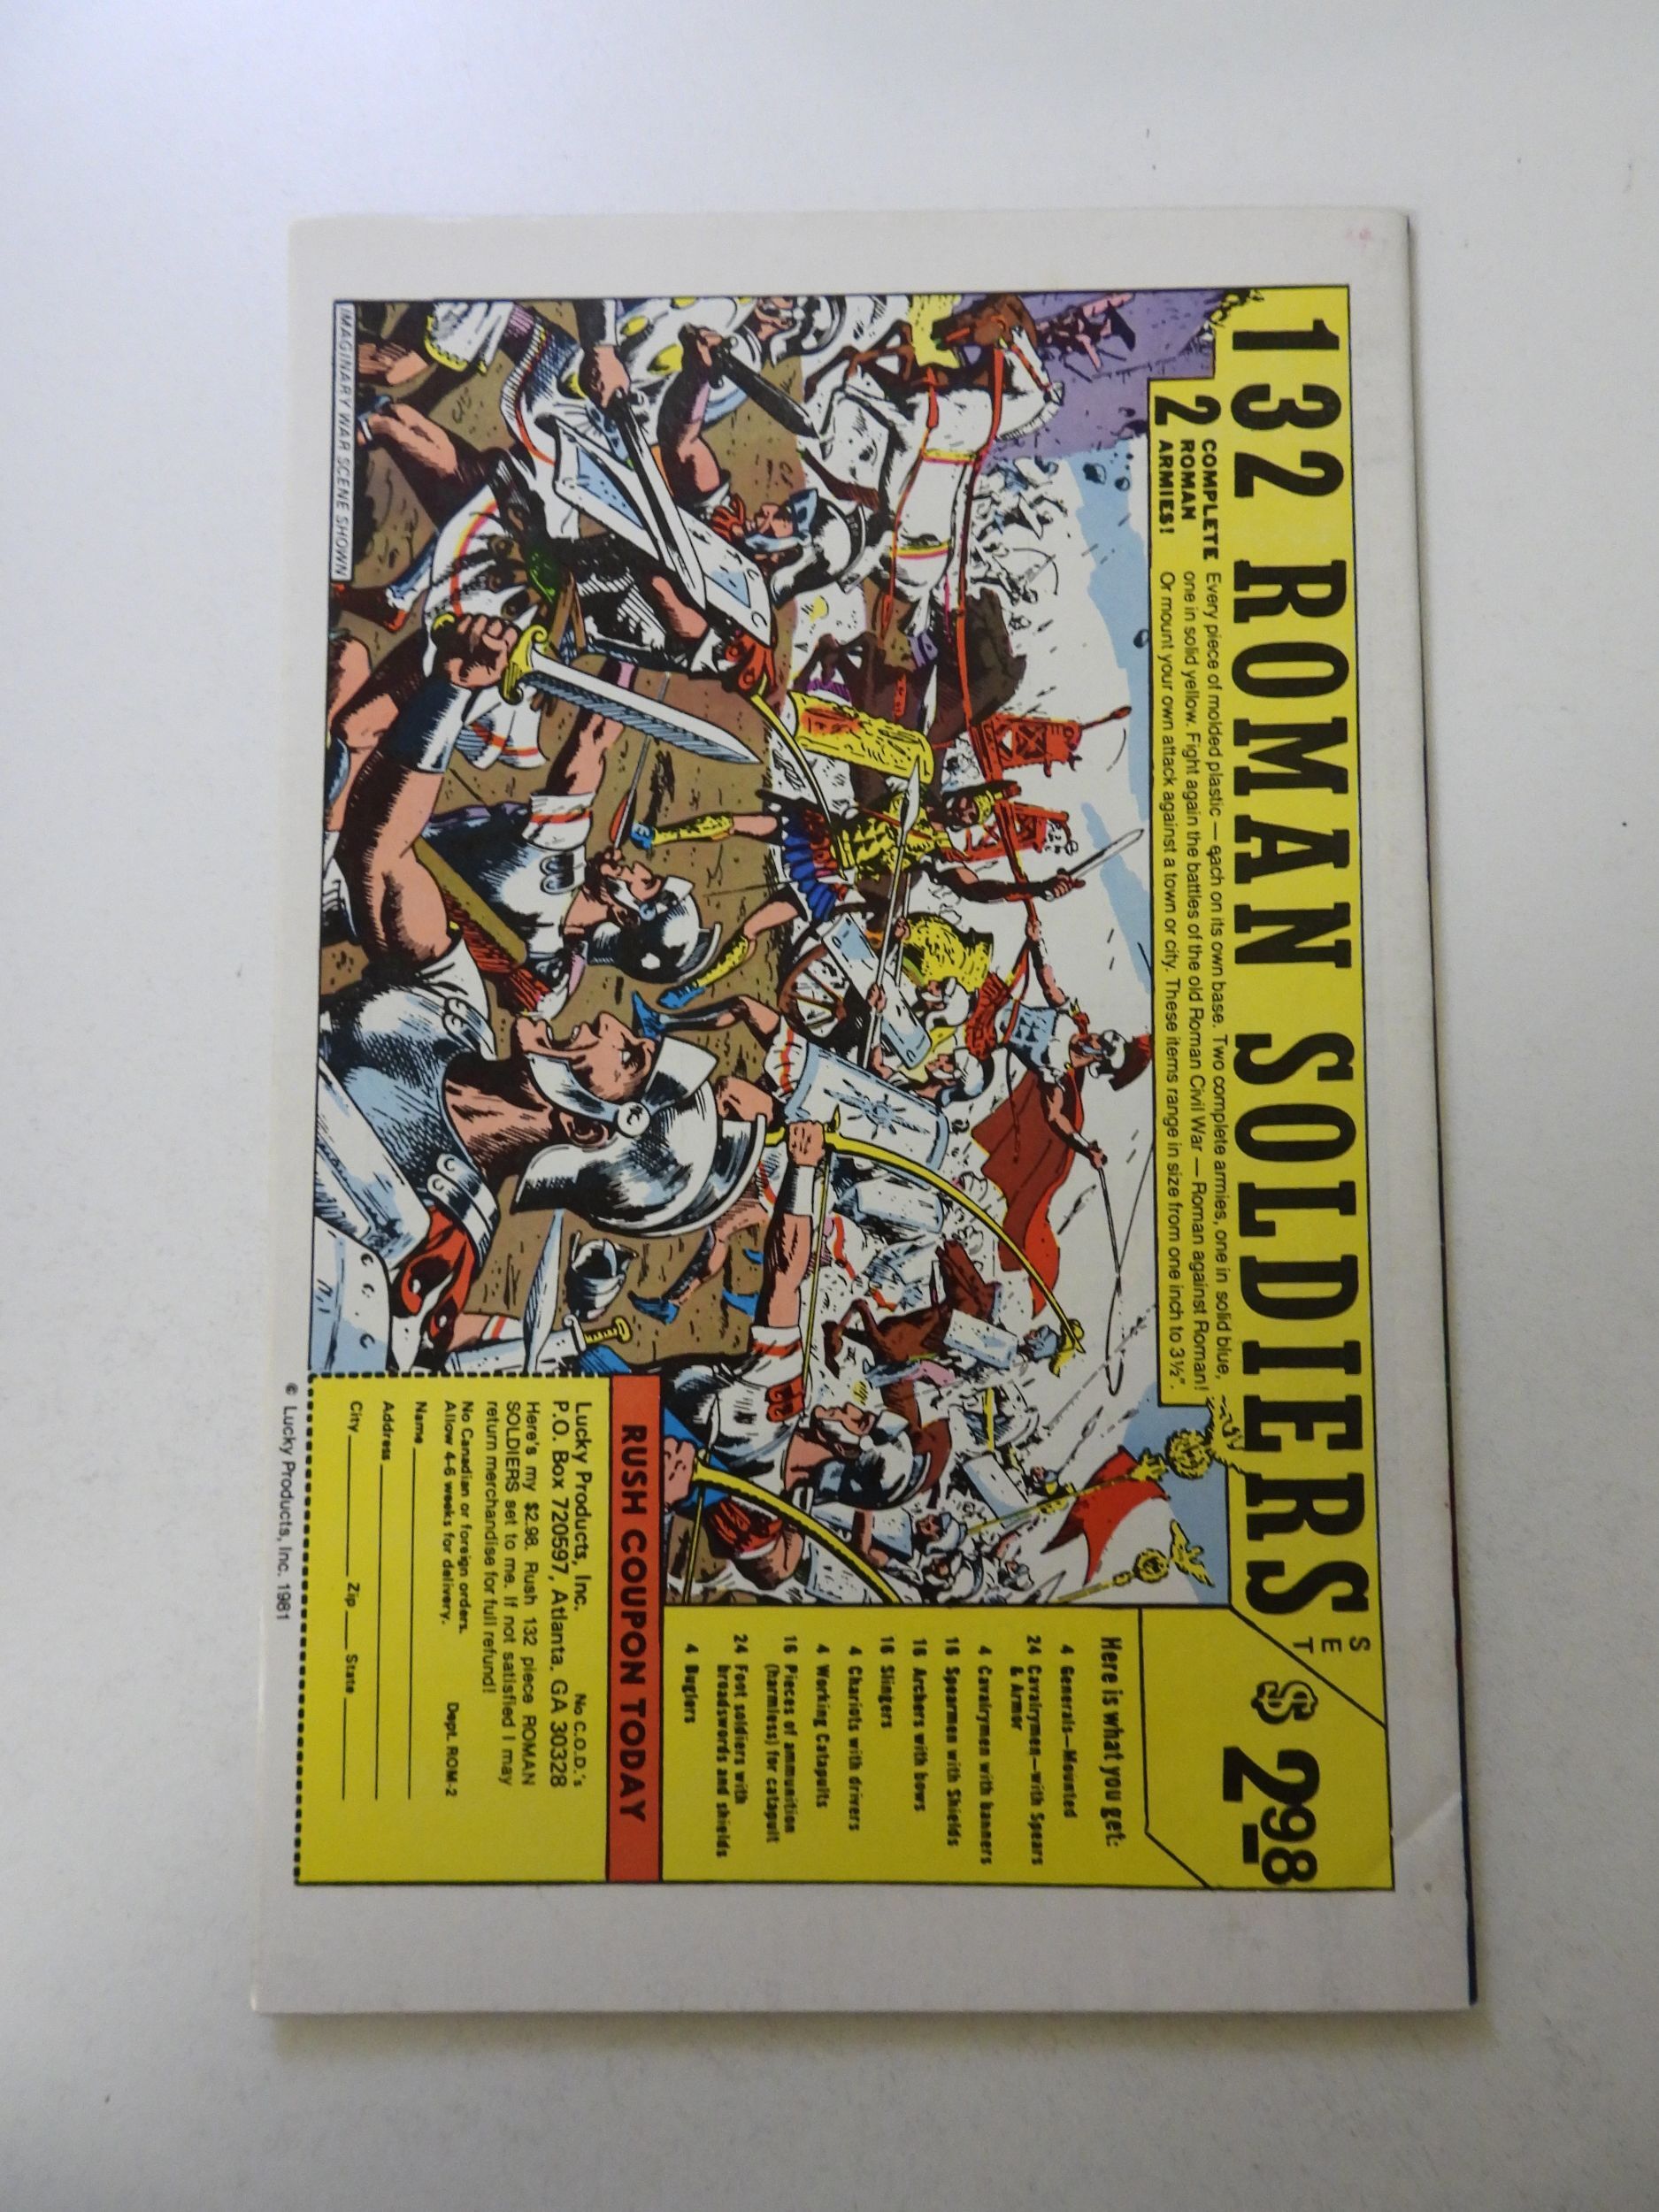 132 ROMAN SOLDIERS SET
$2.98
2 COMPLETE
ROMAN
ARMIES!
Every piece of molded plastic — each on its own base. Two complete armies, one in solid blue,
one in solid yellow. Fight again the battles of the old Roman Civil War — Roman against Roman!
Or mount your own attack against a town or city. These items range in size from one inch to 3½".
Here is what you get:
4 Generals—Mounted
24 Cavalrymen—with Spears
& Armor
4 Cavalrymen with banners
16 Spearmen with Shields
16 Archers with bows
16 Slingers
4 Chariots with drivers
4 Working Catapults
16 Pieces of ammunition
(harmless) for catapult
24 Foot soldiers with
broadswords and shields
4 Buglers
RUSH COUPON TODAY
Lucky Products, Inc. No C.O.D.'s
P.O. Box 720597, Atlanta. GA 30328
Here's my $2.98. Rush 132 piece ROMAN
SOLDIERS set to me. If not satisfied I may
return merchandise for full refund!
No Canadian or foreign orders.
Allow 4-6 weeks for delivery. Dept. ROM-2
Name
Address
City Zip State
IMAGINARY WAR SCENE SHOWN
© Lucky Products, Inc. 1981